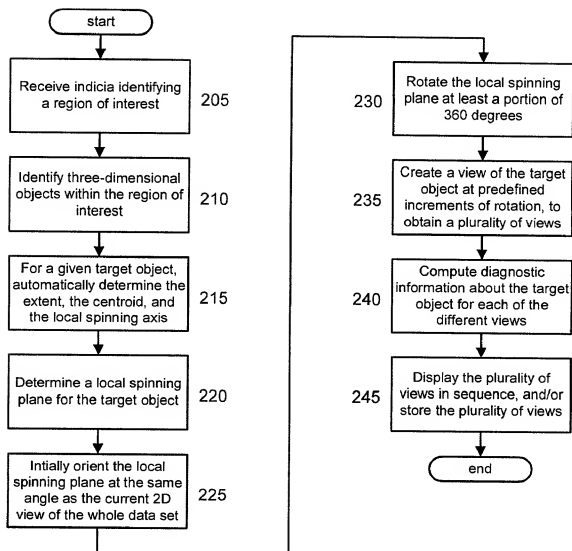 start
Receive indicia identifying
a region of interest
205
Identify three-dimensional
objects within the region of
interest
210
For a given target object,
automatically determine the
extent, the centroid, and
the local spinning axis
215
Determine a local spinning
plane for the target object
220
Intially orient the local
spinning plane at the same
angle as the current 2D
view of the whole data set
225
Rotate the local spinning
plane at least a portion of
360 degrees
230
Create a view of the target
object at predefined
increments of rotation, to
obtain a plurality of views
235
Compute diagnostic
information about the target
object for each of the
different views
240
Display the plurality of
views in sequence, and/or
store the plurality of views
245
end